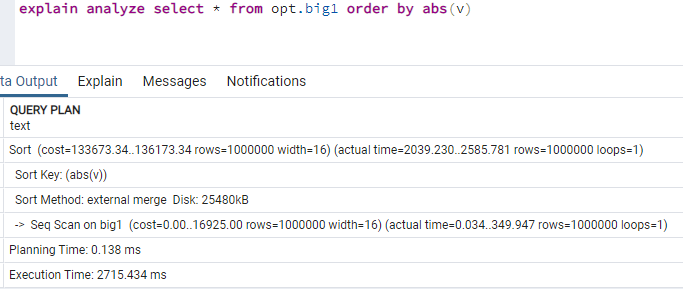 explain analyze select * from opt.big1 order by abs(v)
ta Output Explain Messages Notifications
QUERY PLAN
text
Sort (cost=133673.34..136173.34 rows=1000000 width=16) (actual time=2039.230..2585.781 rows=1000000 loops=1)
Sort Key: (abs(v))
Sort Method: external merge Disk: 25480kB
-> Seq Scan on big1 (cost=0.00..16925.00 rows=1000000 width=16) (actual time=0.034..349.947 rows=1000000 loops=1)
Planning Time: 0.138 ms
Execution Time: 2715.434 ms